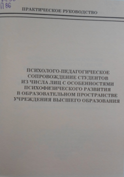 ПРАКТИЧЕСКОЕ РУКОВОДСТВО
ПСИХОЛОГО-ПЕДАГОГИЧЕСКОЕ
СОПРОВОЖДЕНИЕ СТУДЕНТОВ
ИЗ ЧИСЛА ЛИЦ С ОСОБЕННОСТЯМИ
ПСИХОФИЗИЧЕСКОГО РАЗВИТИЯ
В ОБРАЗОВАТЕЛЬНОМ ПРОСТРАНСТВЕ
УЧРЕЖДЕНИЯ ВЫСШЕГО ОБРАЗОВАНИЯ